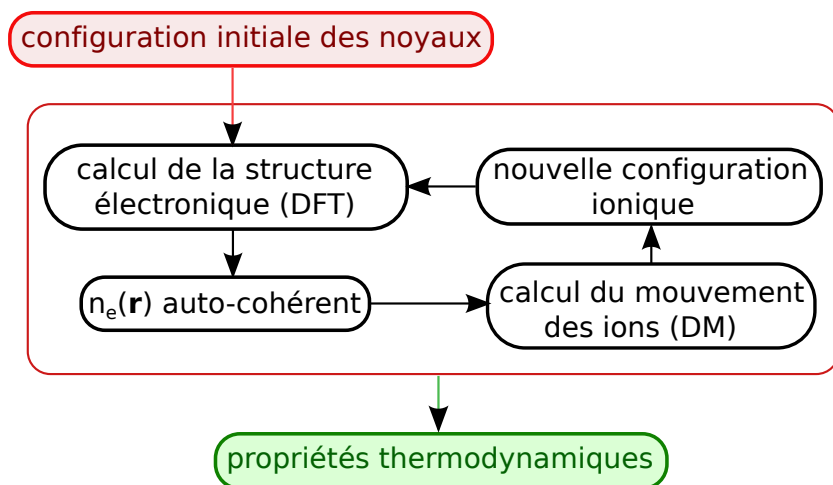 configuration initiale des noyaux
calcul de la structure
électronique (DFT)
nouvelle configuration
ionique
nₑ(r) auto-cohérent
calcul du mouvement
des ions (DM)
propriétés thermodynamiques